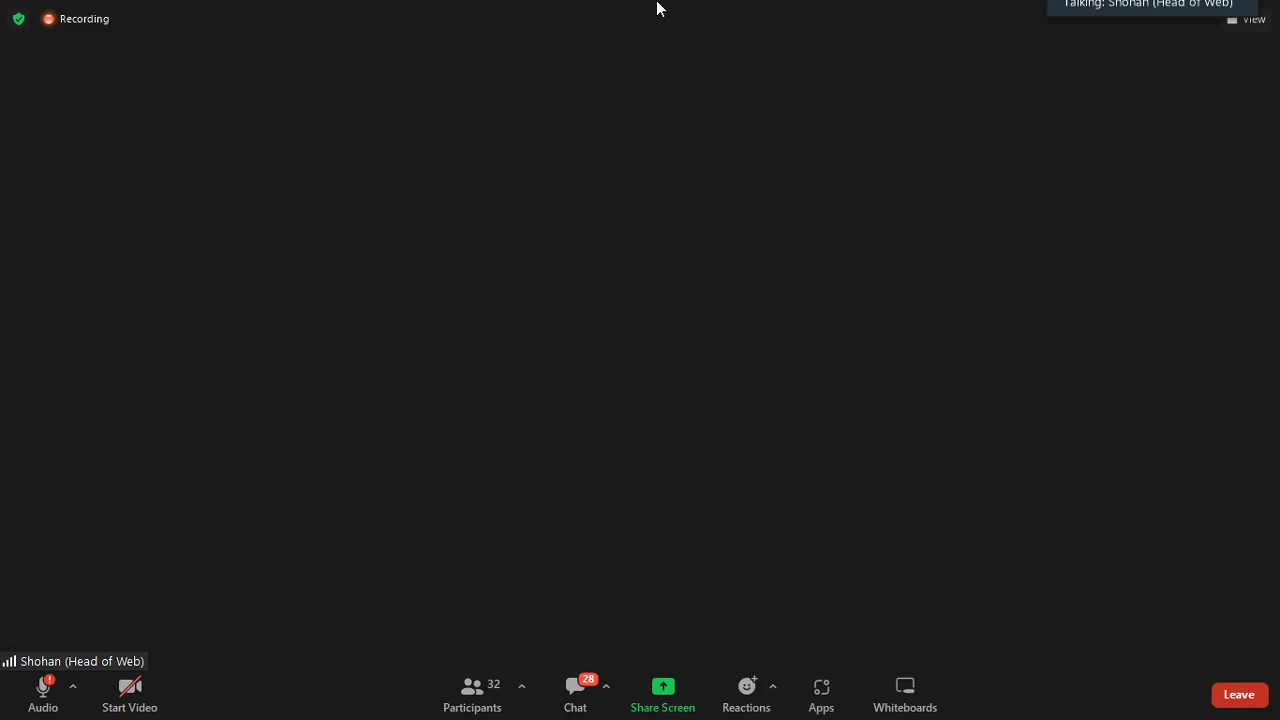 Talking: Shohan (Head of Web)
Recording
View
Shohan (Head of Web)
32
28
Audio
Start Video
Participants
Chat
Share Screen
Reactions
Apps
Whiteboards
Leave